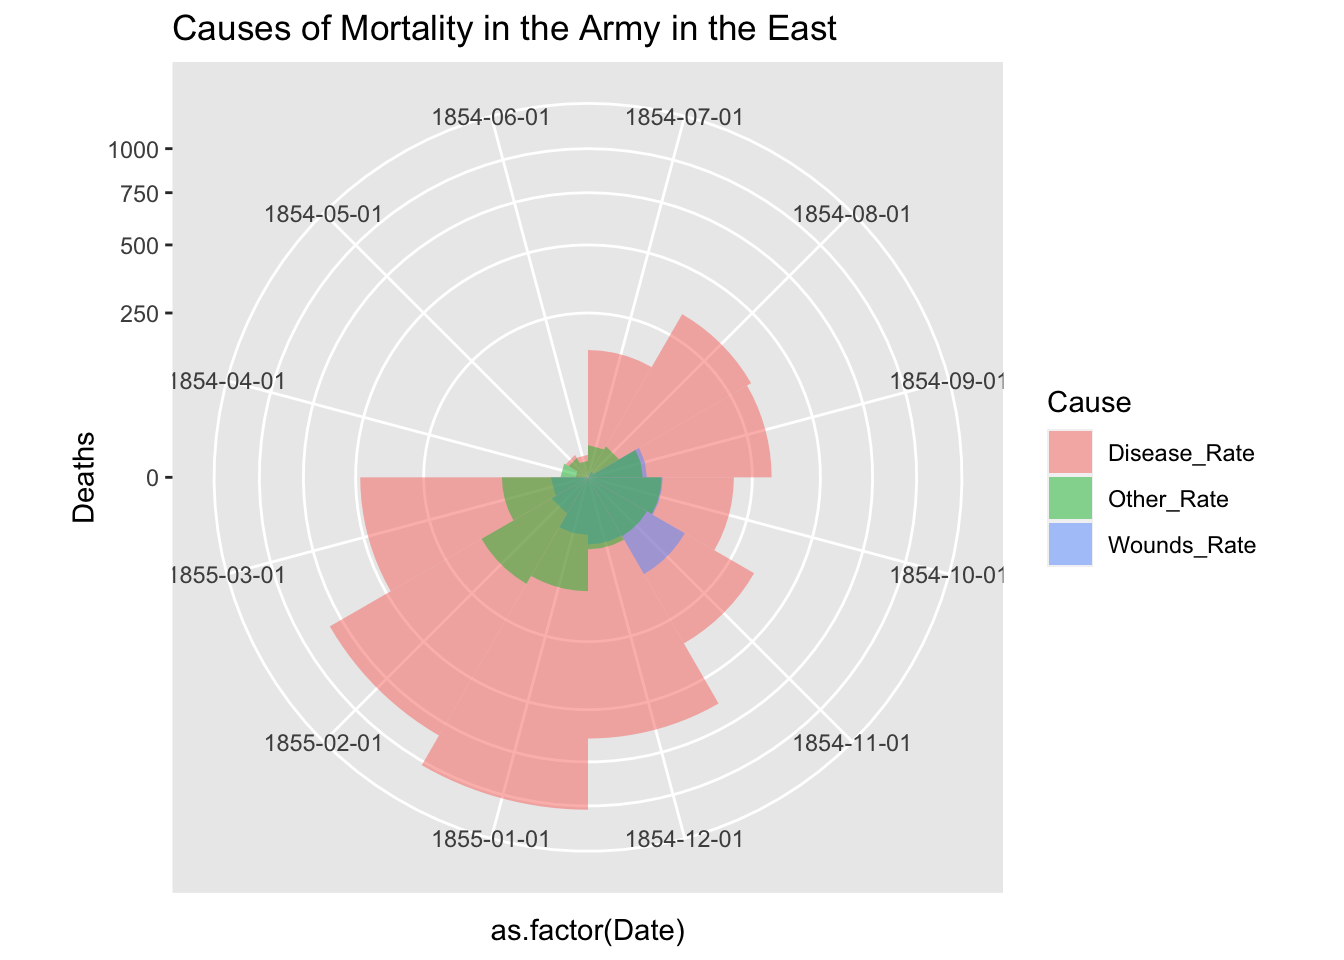 Causes of Mortality in the Army in the East
1854-06-01
1854-07-01
1000
750
1854-05-01
1854-08-01
500
250
1854-04-01
1854-09-01
Cause
Deaths
Disease_Rate
0
Other_Rate
Wounds_Rate
1855-03-01
1854-10-01
1855-02-01
1854-11-01
1855-01-01
1854-12-01
as.factor(Date)